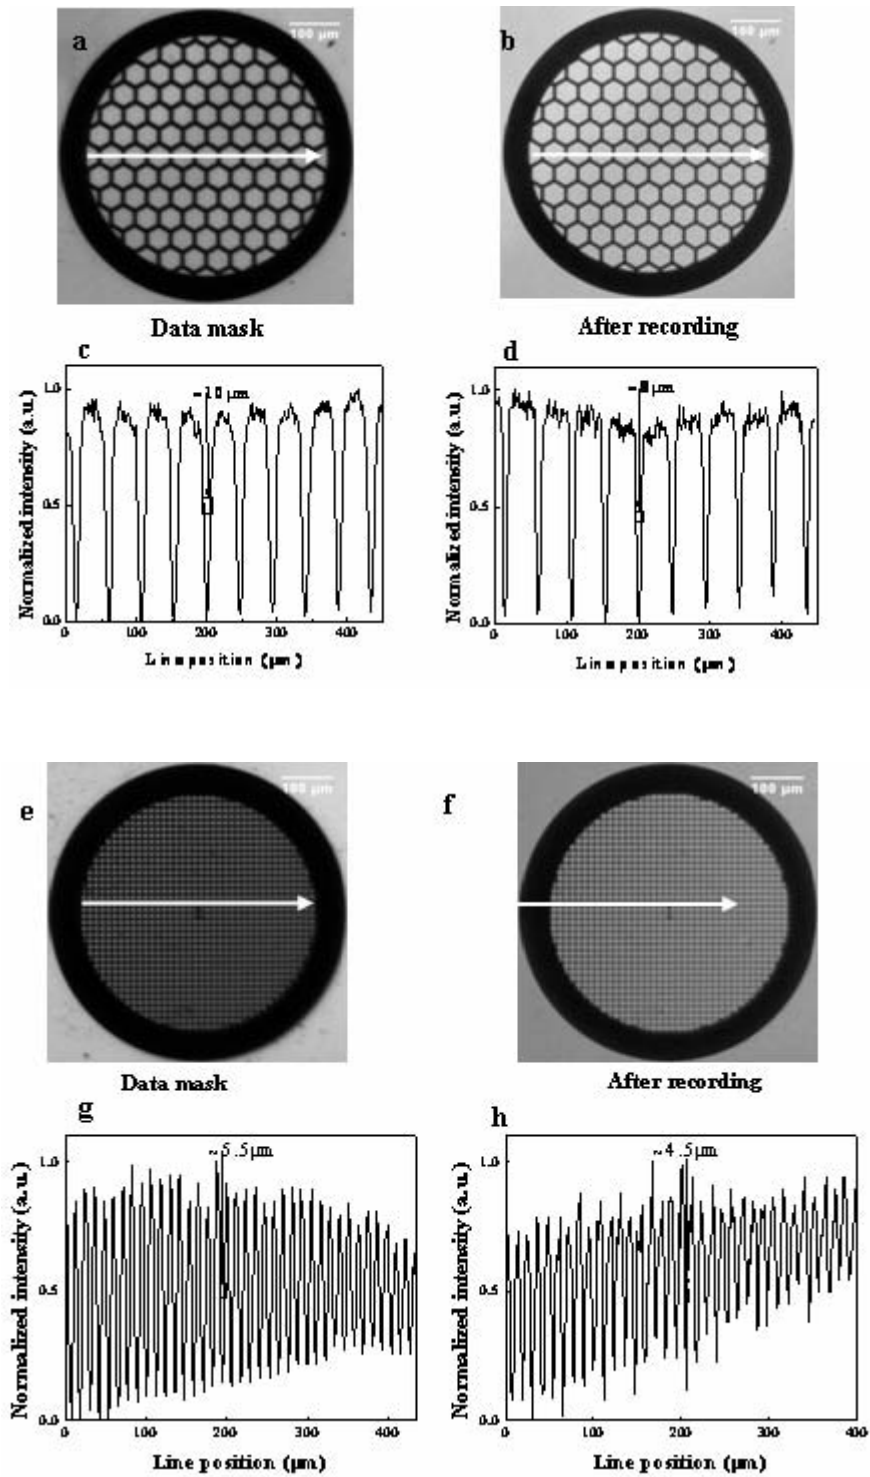 a
100 µm
b
100 µm
Data mask
After recording
c
d
Normalized intensity (a.u.)
1.0
0.5
0.0
~10 µm
0 100 200 300 400
Line position (µm)
Normalized intensity (a.u.)
1.0
0.5
0.0
µm
0 100 200 300 400
Line position (µm)
e
100 µm
f
100 µm
Data mask
After recording
g
h
Normalized intensity (a.u.)
1.0
0.5
0.0
~5.5µm
0 100 200 300 400
Line position (µm)
Normalized intensity (a.u.)
1.0
0.5
0.0
~4.5µm
0 100 200 300 400
Line position (µm)